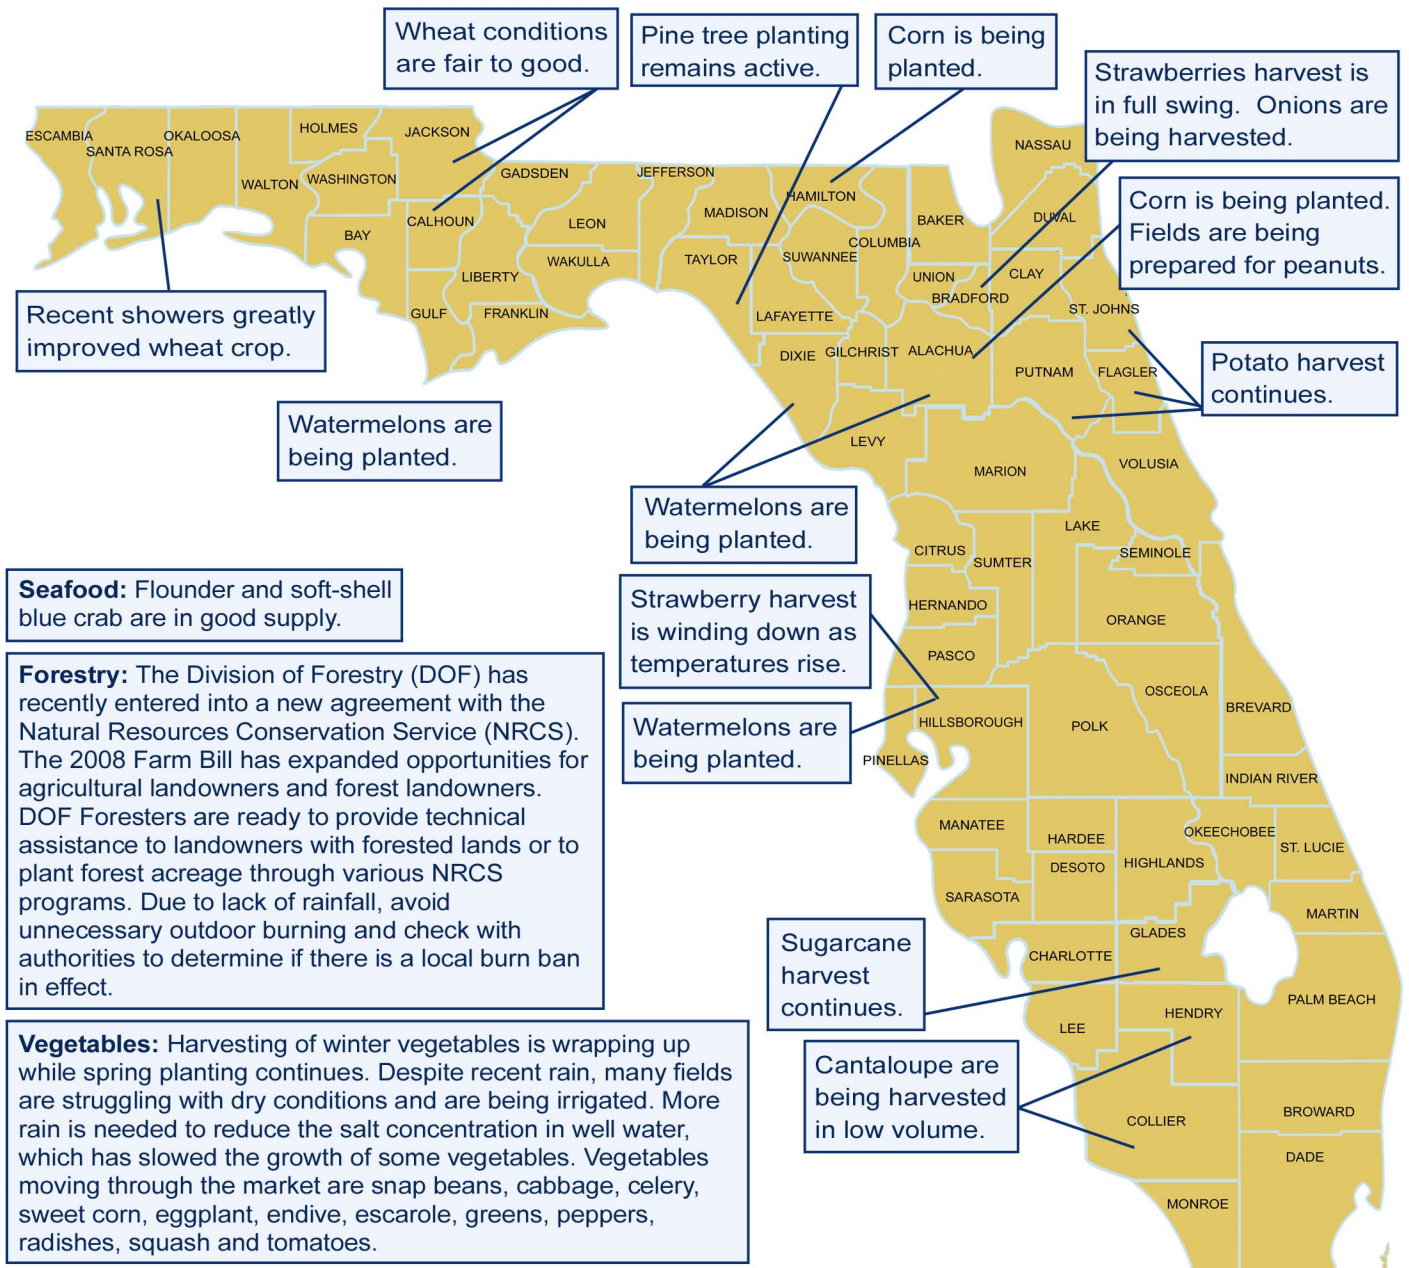 Wheat conditions
are fair to good.
Pine tree planting
remains active.
Corn is being
planted.
Strawberries harvest is
in full swing. Onions are
being harvested.
Corn is being planted.
Fields are being
prepared for peanuts.
Recent showers greatly
improved wheat crop.
Potato harvest
continues.
Watermelons are
being planted.
Watermelons are
being planted.
Strawberry harvest
is winding down as
temperatures rise.
Watermelons are
being planted.
Sugarcane
harvest
continues.
Cantaloupe are
being harvested
in low volume.
Seafood: Flounder and soft-shell
blue crab are in good supply.
Forestry: The Division of Forestry (DOF) has
recently entered into a new agreement with the
Natural Resources Conservation Service (NRCS).
The 2008 Farm Bill has expanded opportunities for
agricultural landowners and forest landowners.
DOF Foresters are ready to provide technical
assistance to landowners with forested lands or to
plant forest acreage through various NRCS
programs. Due to lack of rainfall, avoid
unnecessary outdoor burning and check with
authorities to determine if there is a local burn ban
in effect.
Vegetables: Harvesting of winter vegetables is wrapping up
while spring planting continues. Despite recent rain, many fields
are struggling with dry conditions and are being irrigated. More
rain is needed to reduce the salt concentration in well water,
which has slowed the growth of some vegetables. Vegetables
moving through the market are snap beans, cabbage, celery,
sweet corn, eggplant, endive, escarole, greens, peppers,
radishes, squash and tomatoes.
ESCAMBIA
SANTA ROSA
OKALOOSA
WALTON
HOLMES
WASHINGTON
JACKSON
BAY
CALHOUN
GULF
LIBERTY
GADSDEN
FRANKLIN
LEON
WAKULLA
JEFFERSON
MADISON
TAYLOR
HAMILTON
SUWANNEE
LAFAYETTE
DIXIE
COLUMBIA
GILCHRIST
BAKER
UNION
BRADFORD
ALACHUA
NASSAU
DUVAL
CLAY
ST. JOHNS
PUTNAM
FLAGLER
LEVY
MARION
VOLUSIA
LAKE
CITRUS
SUMTER
SEMINOLE
HERNANDO
ORANGE
PASCO
OSCEOLA
BREVARD
HILLSBOROUGH
POLK
PINELLAS
INDIAN RIVER
MANATEE
HARDEE
OKEECHOBEE
ST. LUCIE
DESOTO
HIGHLANDS
SARASOTA
MARTIN
GLADES
CHARLOTTE
PALM BEACH
HENDRY
LEE
BROWARD
COLLIER
DADE
MONROE